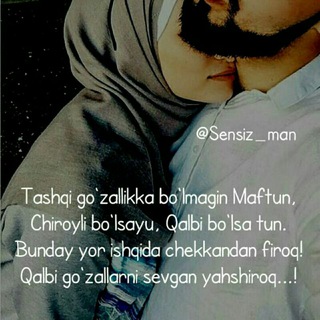 @Sensiz_man
Tashqi go`zallikka bo`lmagin Maftun,
Chiroyli bo`lsayu, Qalbi bo`lsa tun.
Bunday yor ishqida chekkandan firoq!
Qalbi go`zallarni sevgan yahshiroq...!